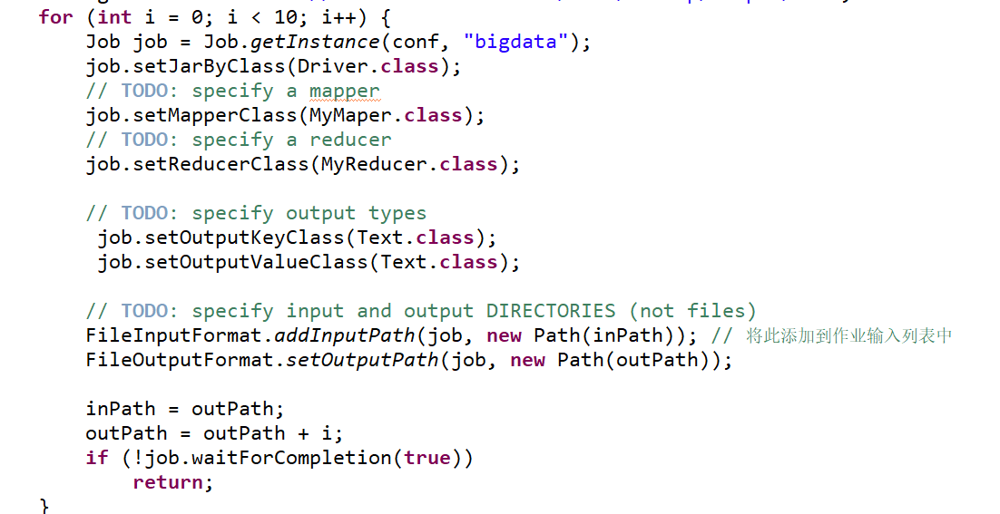 for (int i = 0; i < 10; i++) {
Job job = Job.getInstance(conf, "bigdata");
job.setJarByClass(Driver.class);
// TODO: specify a mapper
job.setMapperClass(MyMaper.class);
// TODO: specify a reducer
job.setReducerClass(MyReducer.class);
// TODO: specify output types
job.setOutputKeyClass(Text.class);
job.setOutputValueClass(Text.class);
// TODO: specify input and output DIRECTORIES (not files)
FileInputFormat.addInputPath(job, new Path(inPath)); // 将此添加到作业输入列表中
FileOutputFormat.setOutputPath(job, new Path(outPath));
inPath = outPath;
outPath = outPath + i;
if (!job.waitForCompletion(true))
return;
}